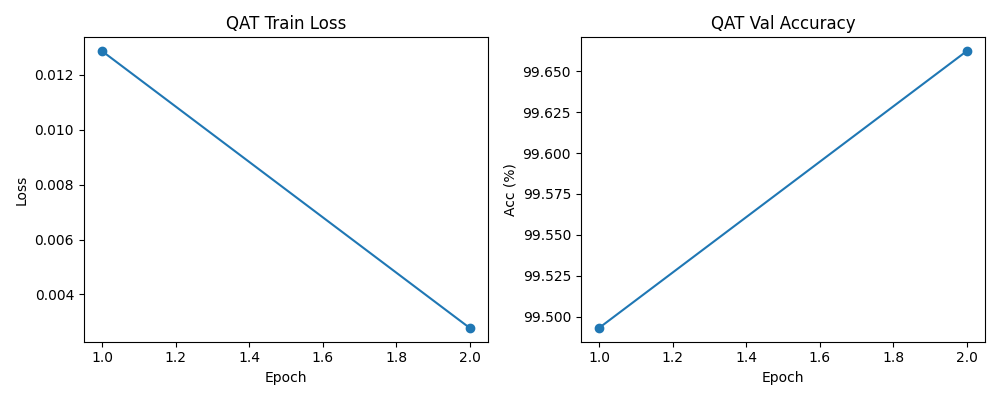 QAT Train Loss
Loss
0.012
0.010
0.008
0.006
0.004
1.0 1.2 1.4 1.6 1.8 2.0
Epoch
QAT Val Accuracy
Acc (%)
99.650
99.625
99.600
99.575
99.550
99.525
99.500
1.0 1.2 1.4 1.6 1.8 2.0
Epoch